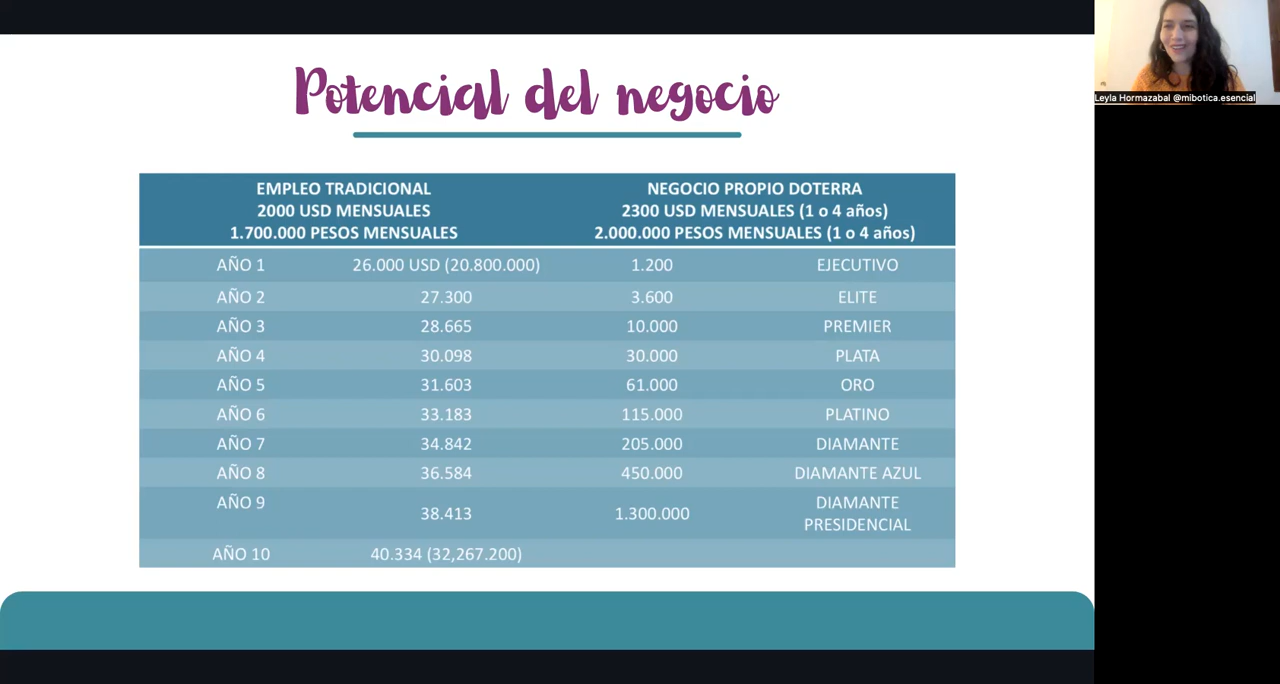 Potencial del negocio
EMPLEO TRADICIONAL
2000 USD MENSUALES
1.700.000 PESOS MENSUALES
NEGOCIO PROPIO DOTERRA
2300 USD MENSUALES (1 o 4 años)
2.000.000 PESOS MENSUALES (1 o 4 años)
AÑO 1 26.000 USD (20.800.000) 1.200 EJECUTIVO
AÑO 2 27.300 3.600 ELITE
AÑO 3 28.665 10.000 PREMIER
AÑO 4 30.098 30.000 PLATA
AÑO 5 31.603 61.000 ORO
AÑO 6 33.183 115.000 PLATINO
AÑO 7 34.842 205.000 DIAMANTE
AÑO 8 36.584 450.000 DIAMANTE AZUL
AÑO 9 38.413 1.300.000 DIAMANTE
PRESIDENCIAL
AÑO 10 40.334 (32,267.200)
Leyla Hormazabal @mibotica.esencial